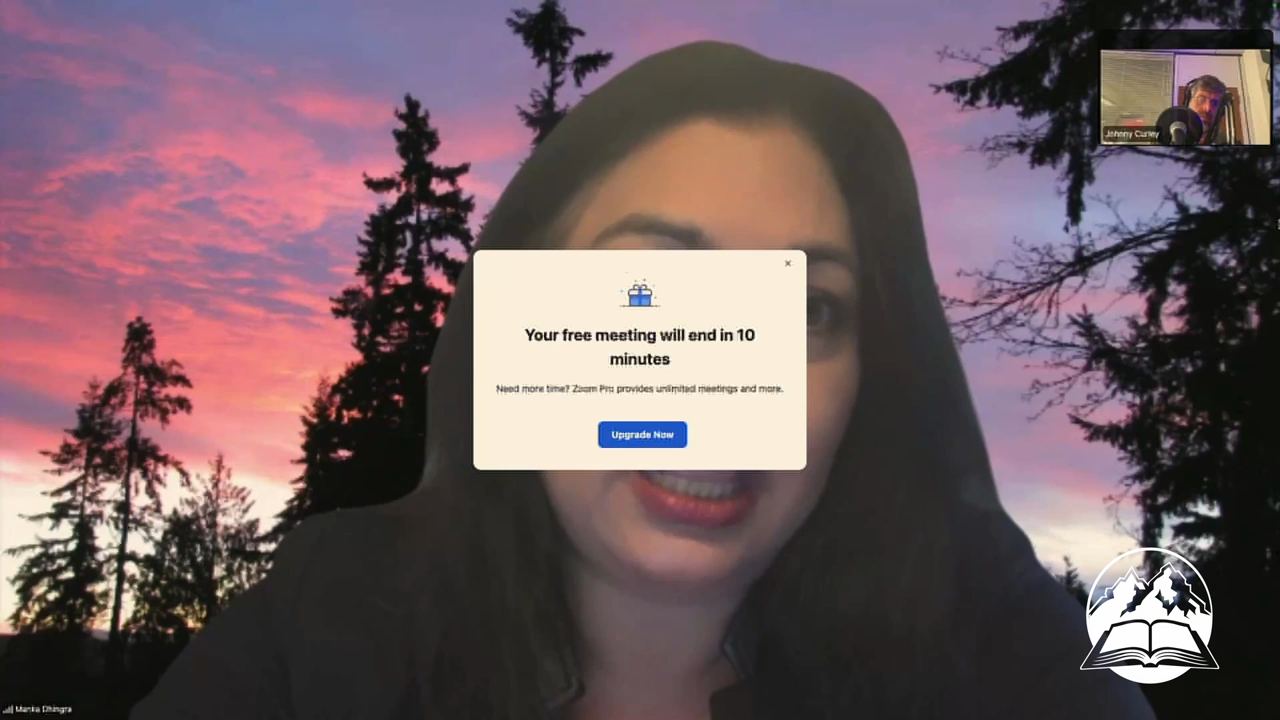 Johnny Curley
Your free meeting will end in 10
minutes
Need more time? Zoom Pro provides unlimited meetings and more.
Upgrade Now
Manka Dhingra